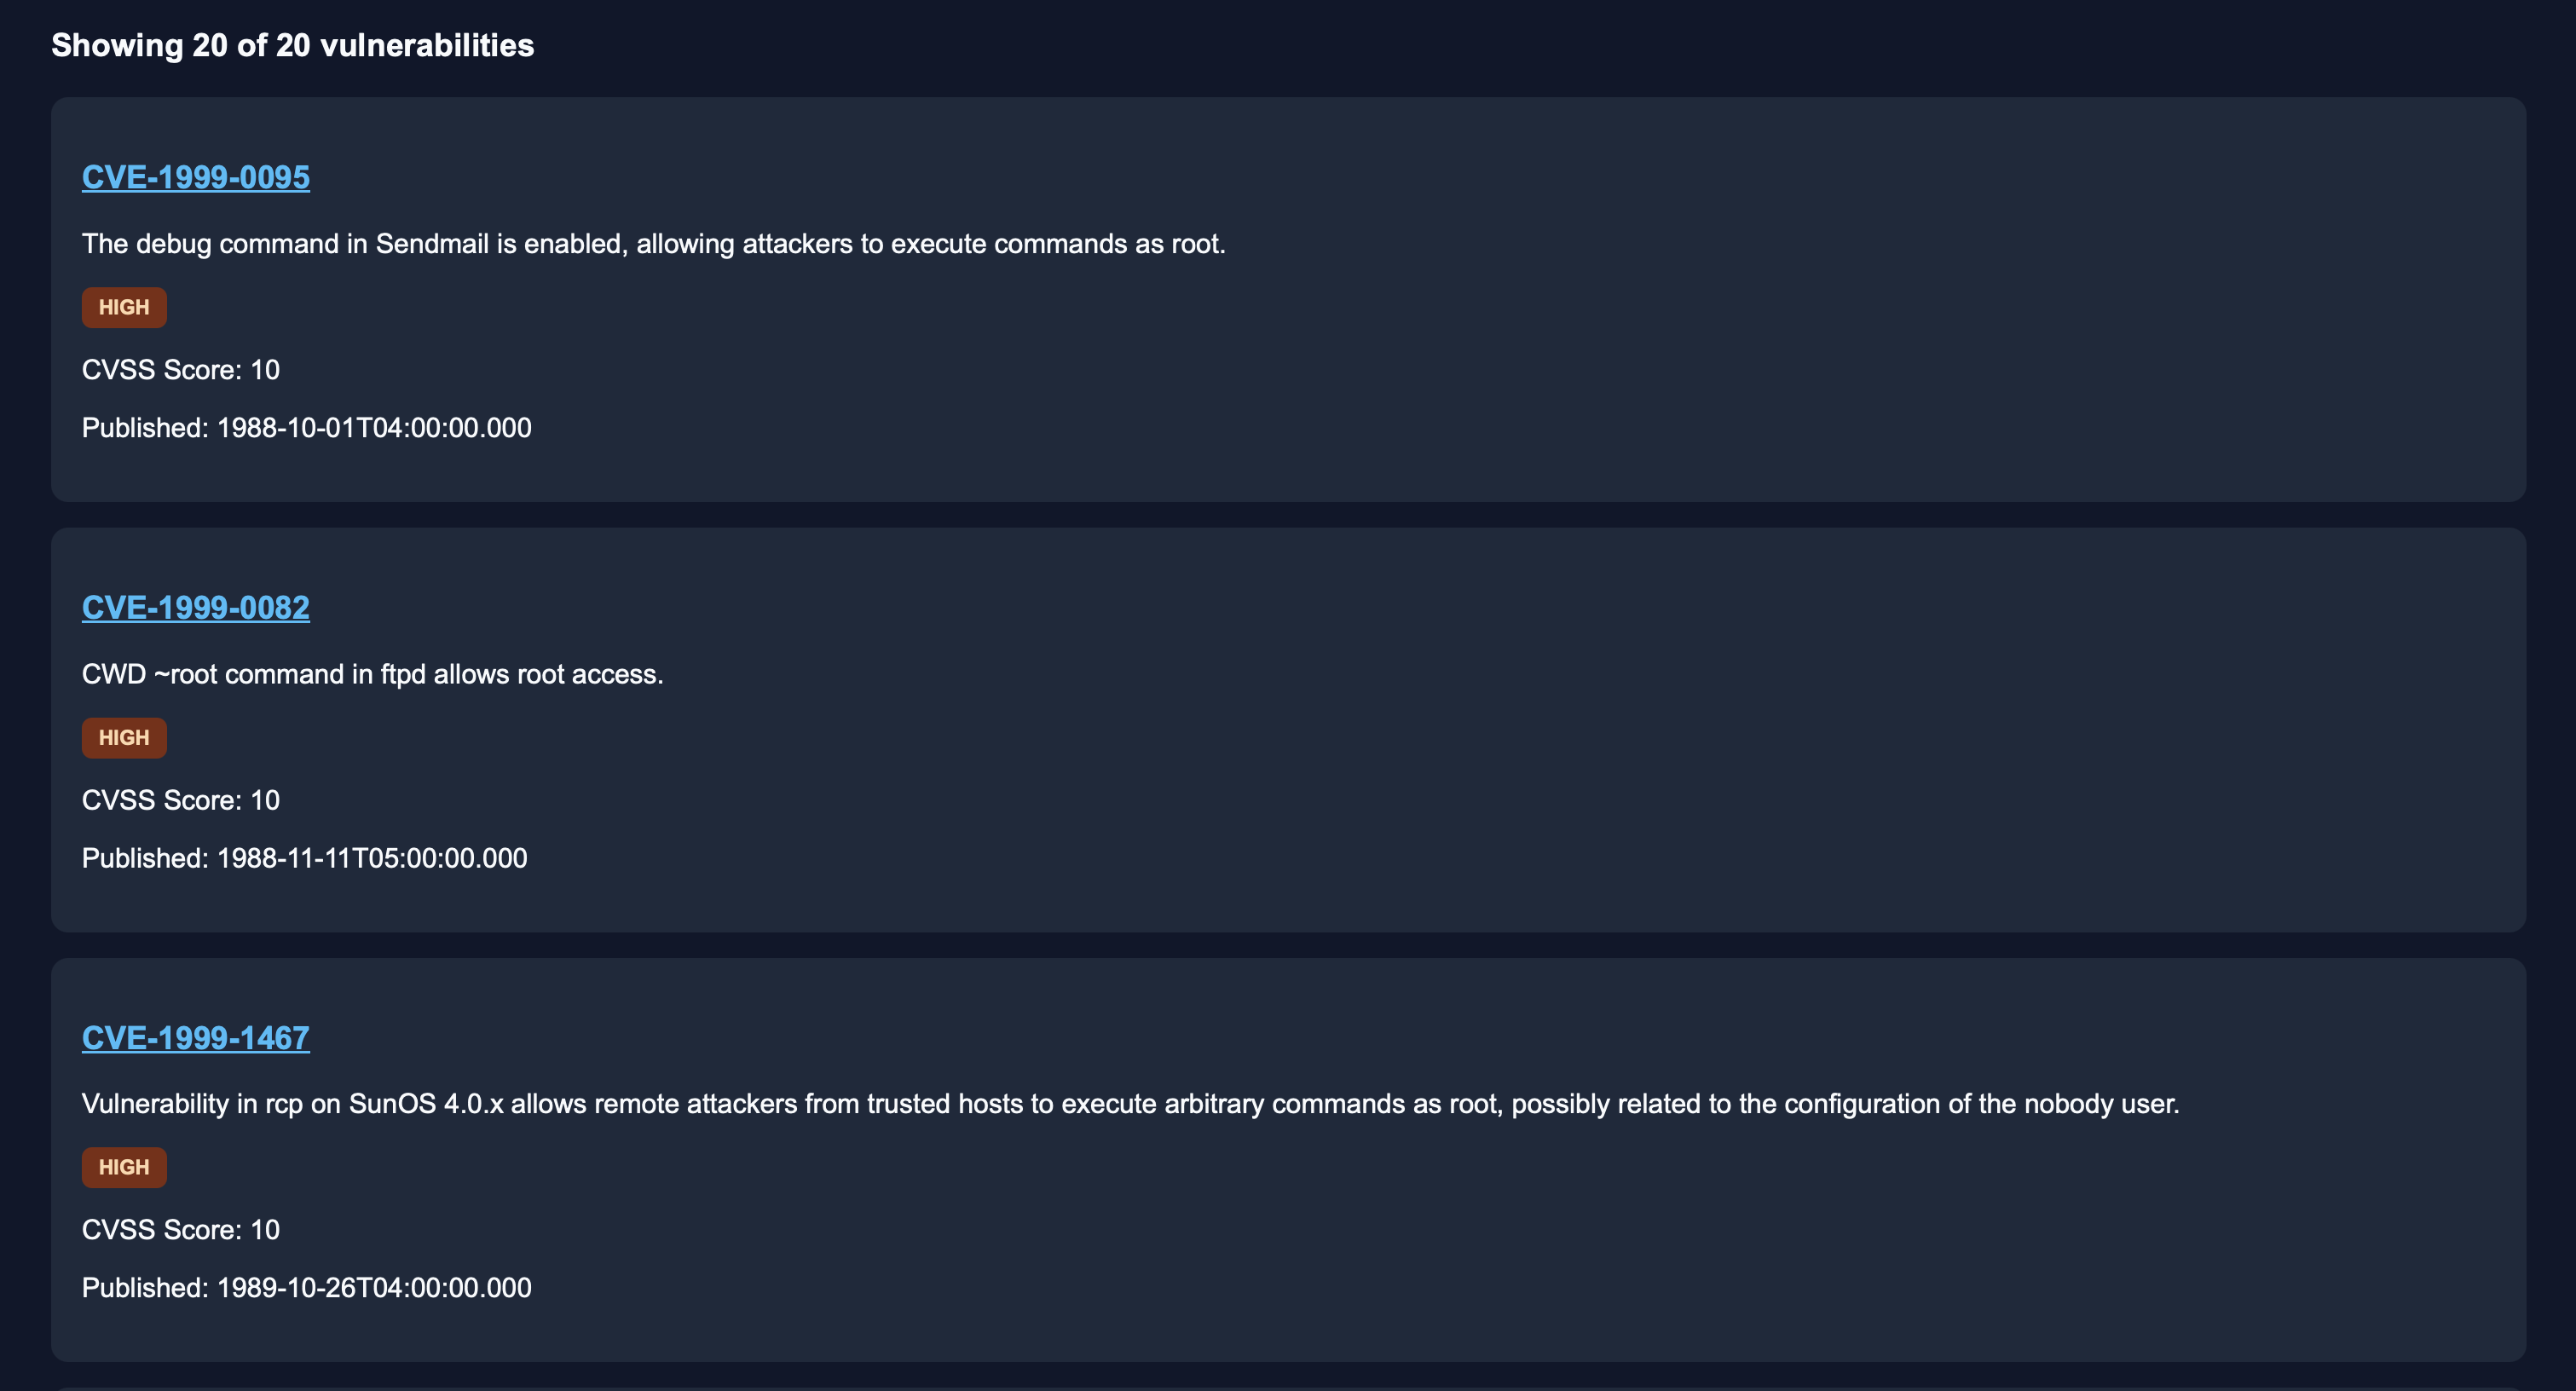 Showing 20 of 20 vulnerabilities
CVE-1999-0095
The debug command in Sendmail is enabled, allowing attackers to execute commands as root.
HIGH
CVSS Score: 10
Published: 1988-10-01T04:00:00.000
CVE-1999-0082
CWD ~root command in ftpd allows root access.
HIGH
CVSS Score: 10
Published: 1988-11-11T05:00:00.000
CVE-1999-1467
Vulnerability in rcp on SunOS 4.0.x allows remote attackers from trusted hosts to execute arbitrary commands as root, possibly related to the configuration of the nobody user.
HIGH
CVSS Score: 10
Published: 1989-10-26T04:00:00.000